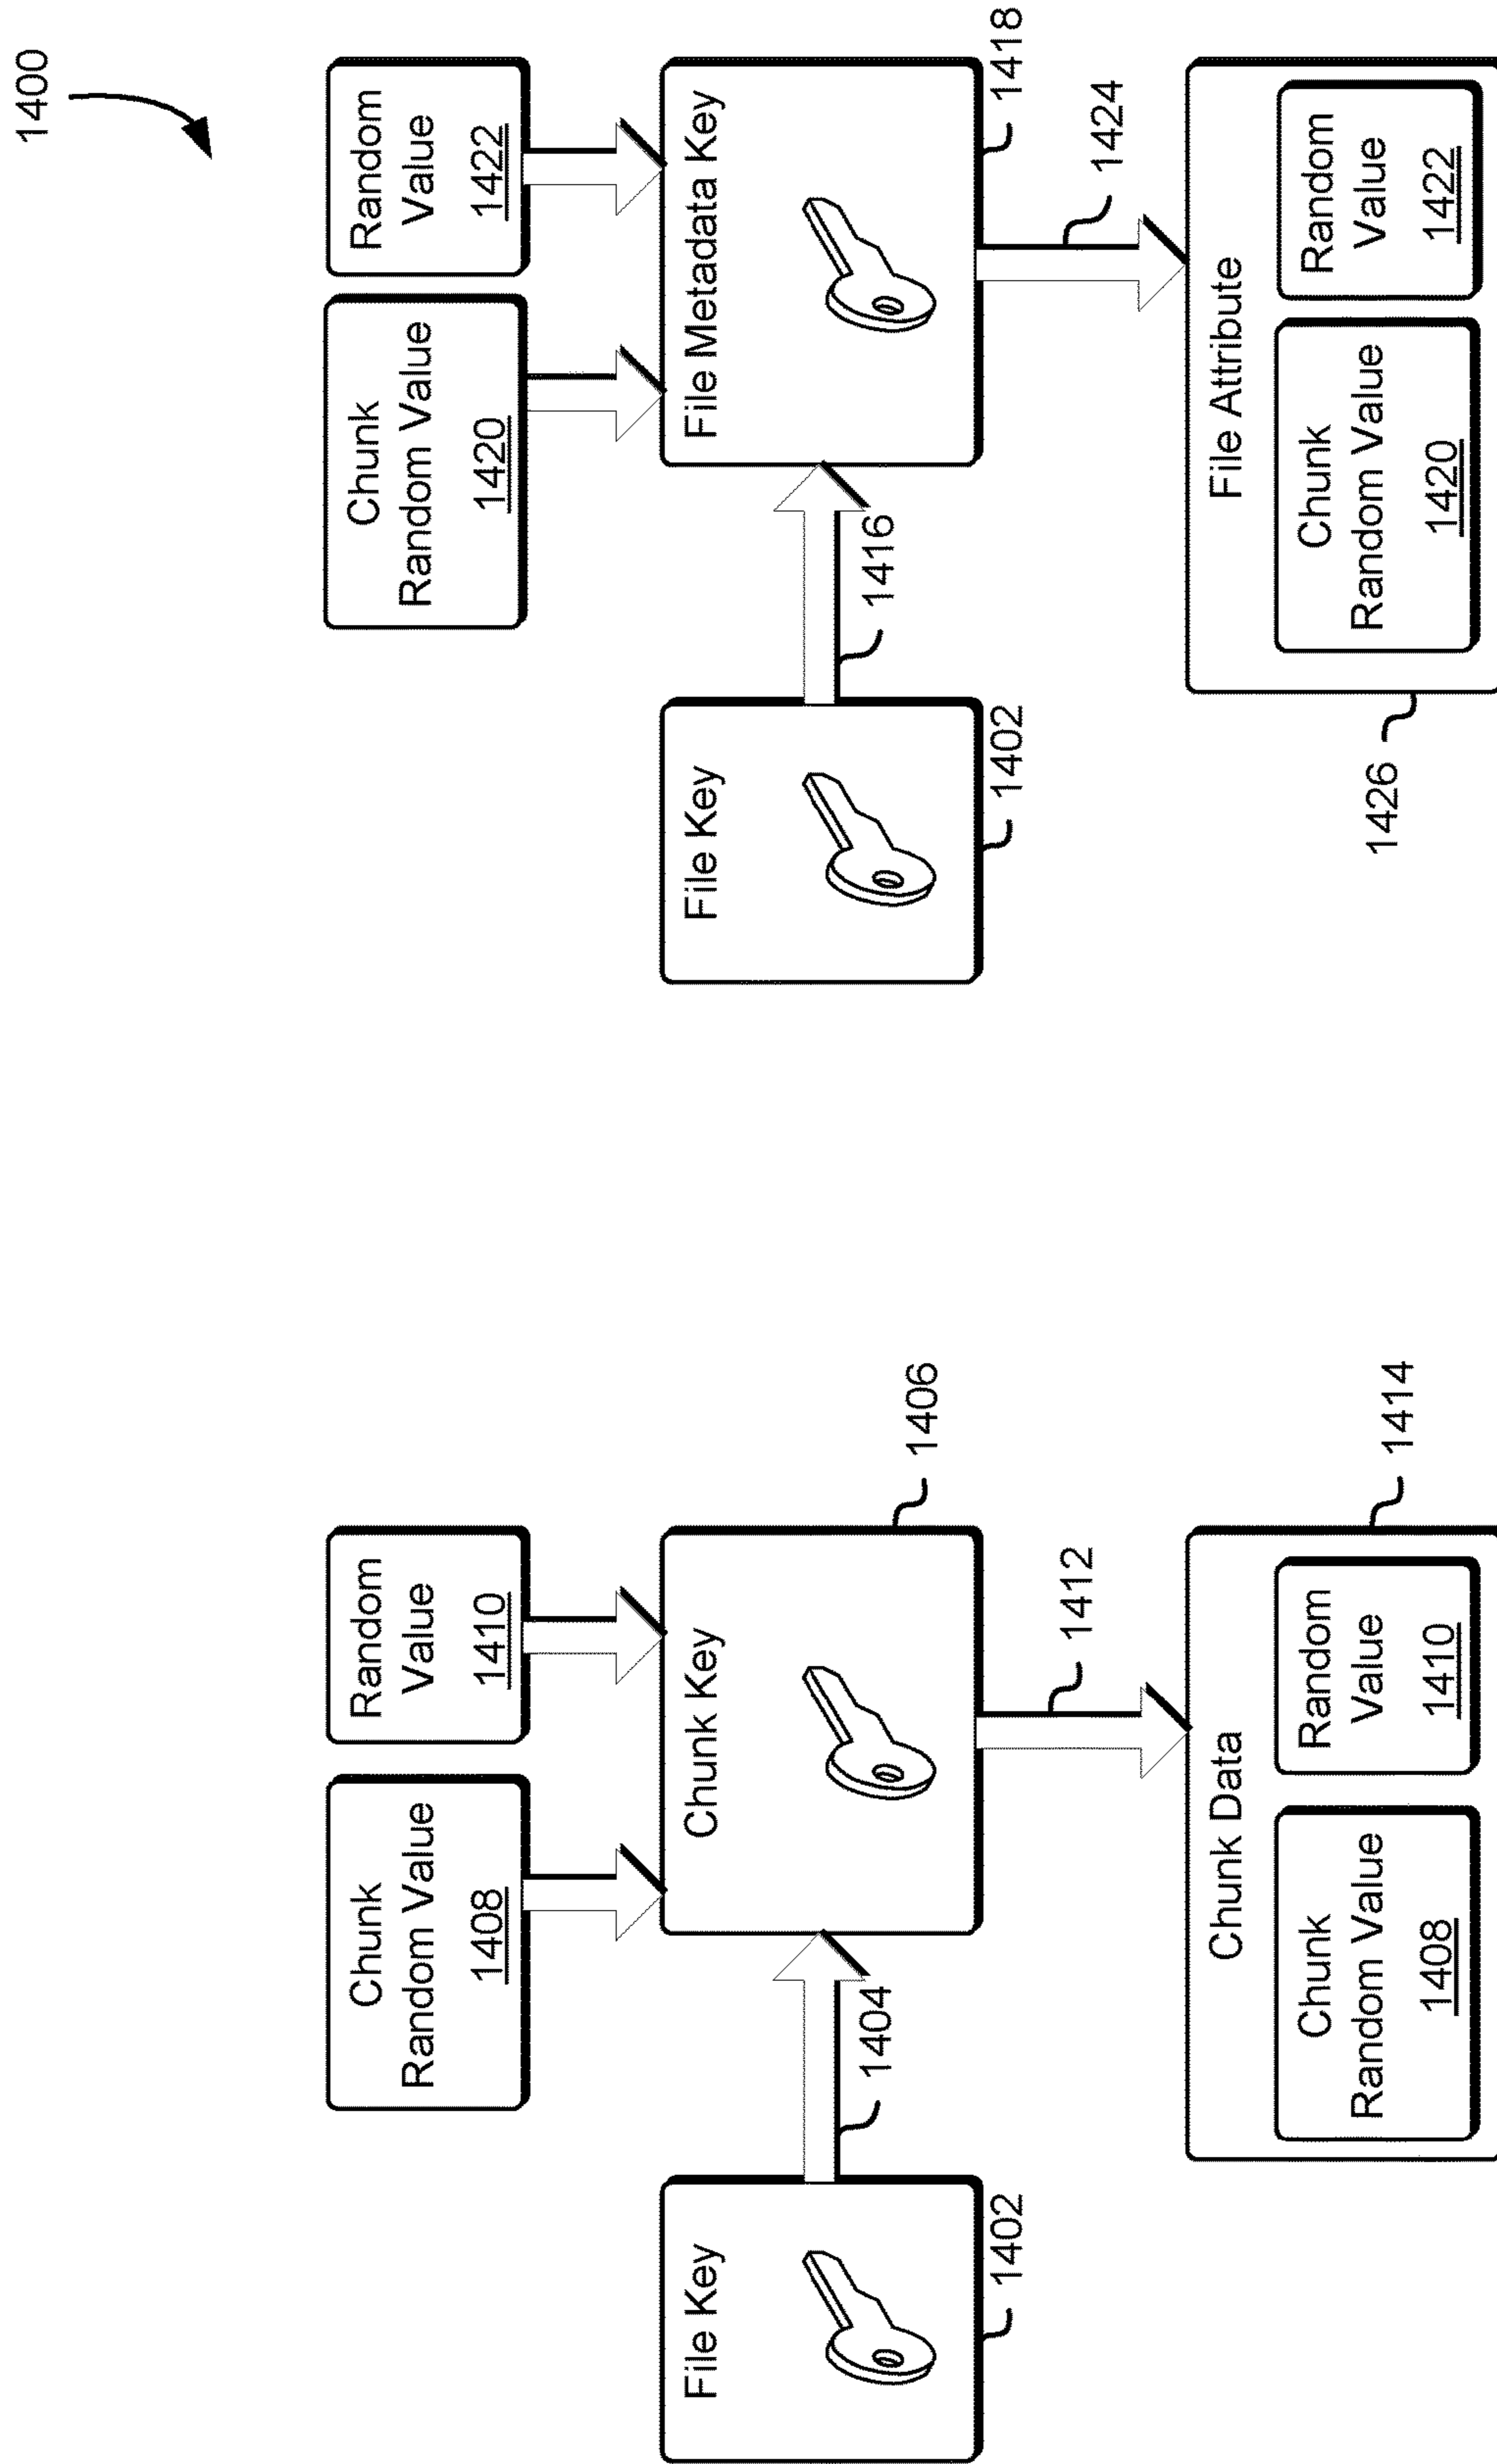 1400
Chunk
Random Value
1408
Random
Value
1410
File Key
1402
1404
Chunk Key
1406
1412
Chunk Data
Chunk
Random Value
1408
Random
Value
1410
1414
Chunk
Random Value
1420
Random
Value
1422
File Key
1402
1416
File Metadata Key
1418
1424
File Attribute
Chunk
Random Value
1420
Random
Value
1422
1426